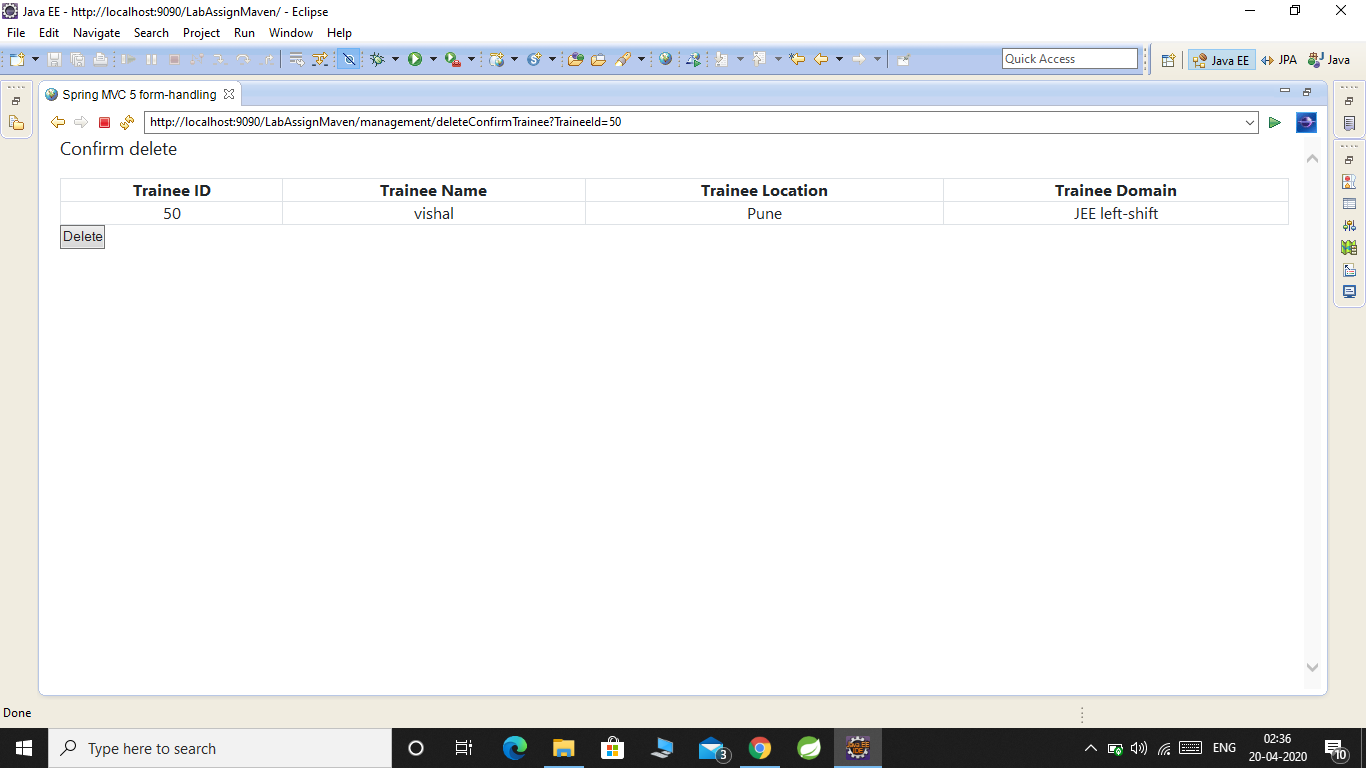 Java EE - http://localhost:9090/LabAssignMaven/ - Eclipse
File Edit Navigate Search Project Run Window Help
Quick Access Java EE JPA Java
Spring MVC 5 form-handling
http://localhost:9090/LabAssignMaven/management/deleteConfirmTrainee?TraineeId=50
Confirm delete
Trainee ID Trainee Name Trainee Location Trainee Domain
50 vishal Pune JEE left-shift
Delete
Done
Type here to search 3 Java EE IDE ENG 02:36 10
20-04-2020